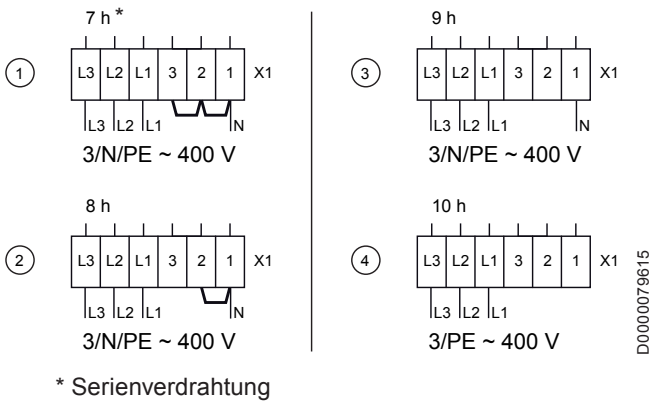 7 h *
1
L3 L2 L1 3 2 1 X1
L3 L2 L1 N
3/N/PE ~ 400 V
8 h
2
L3 L2 L1 3 2 1 X1
L3 L2 L1 N
3/N/PE ~ 400 V
9 h
3
L3 L2 L1 3 2 1 X1
L3 L2 L1 N
3/N/PE ~ 400 V
10 h
4
L3 L2 L1 3 2 1 X1
L3 L2 L1
3/PE ~ 400 V
* Serienverdrahtung
D0000079615